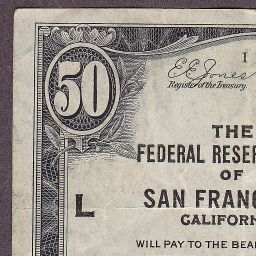 50
I
E E Jones
Register of the Treasury.
THE
FEDERAL RESER
OF
SAN FRANC
L
CALIFORN
WILL PAY TO THE BEA